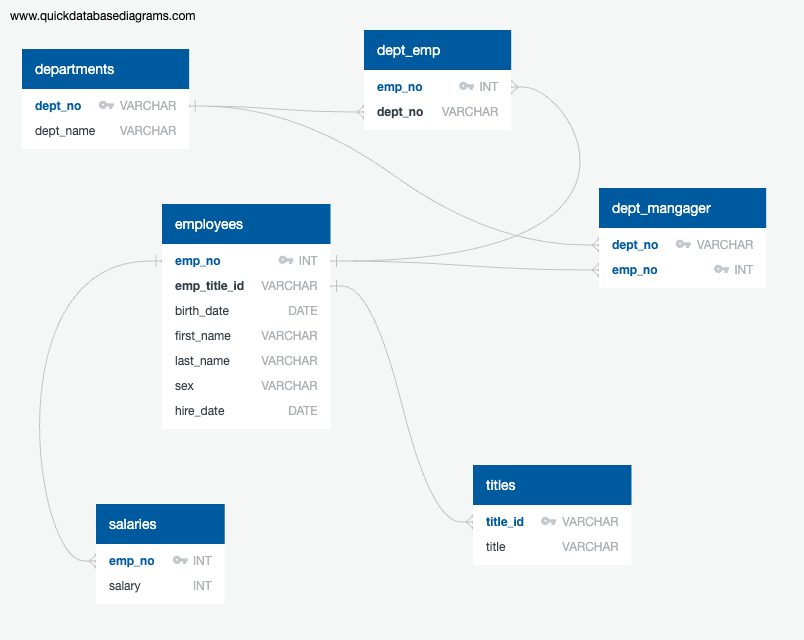 www.quickdatabasediagrams.com
departments
dept_no VARCHAR
dept_name VARCHAR
dept_emp
emp_no INT
dept_no VARCHAR
dept_mangager
dept_no VARCHAR
emp_no INT
employees
emp_no INT
emp_title_id VARCHAR
birth_date DATE
first_name VARCHAR
last_name VARCHAR
sex VARCHAR
hire_date DATE
titles
title_id VARCHAR
title VARCHAR
salaries
emp_no INT
salary INT